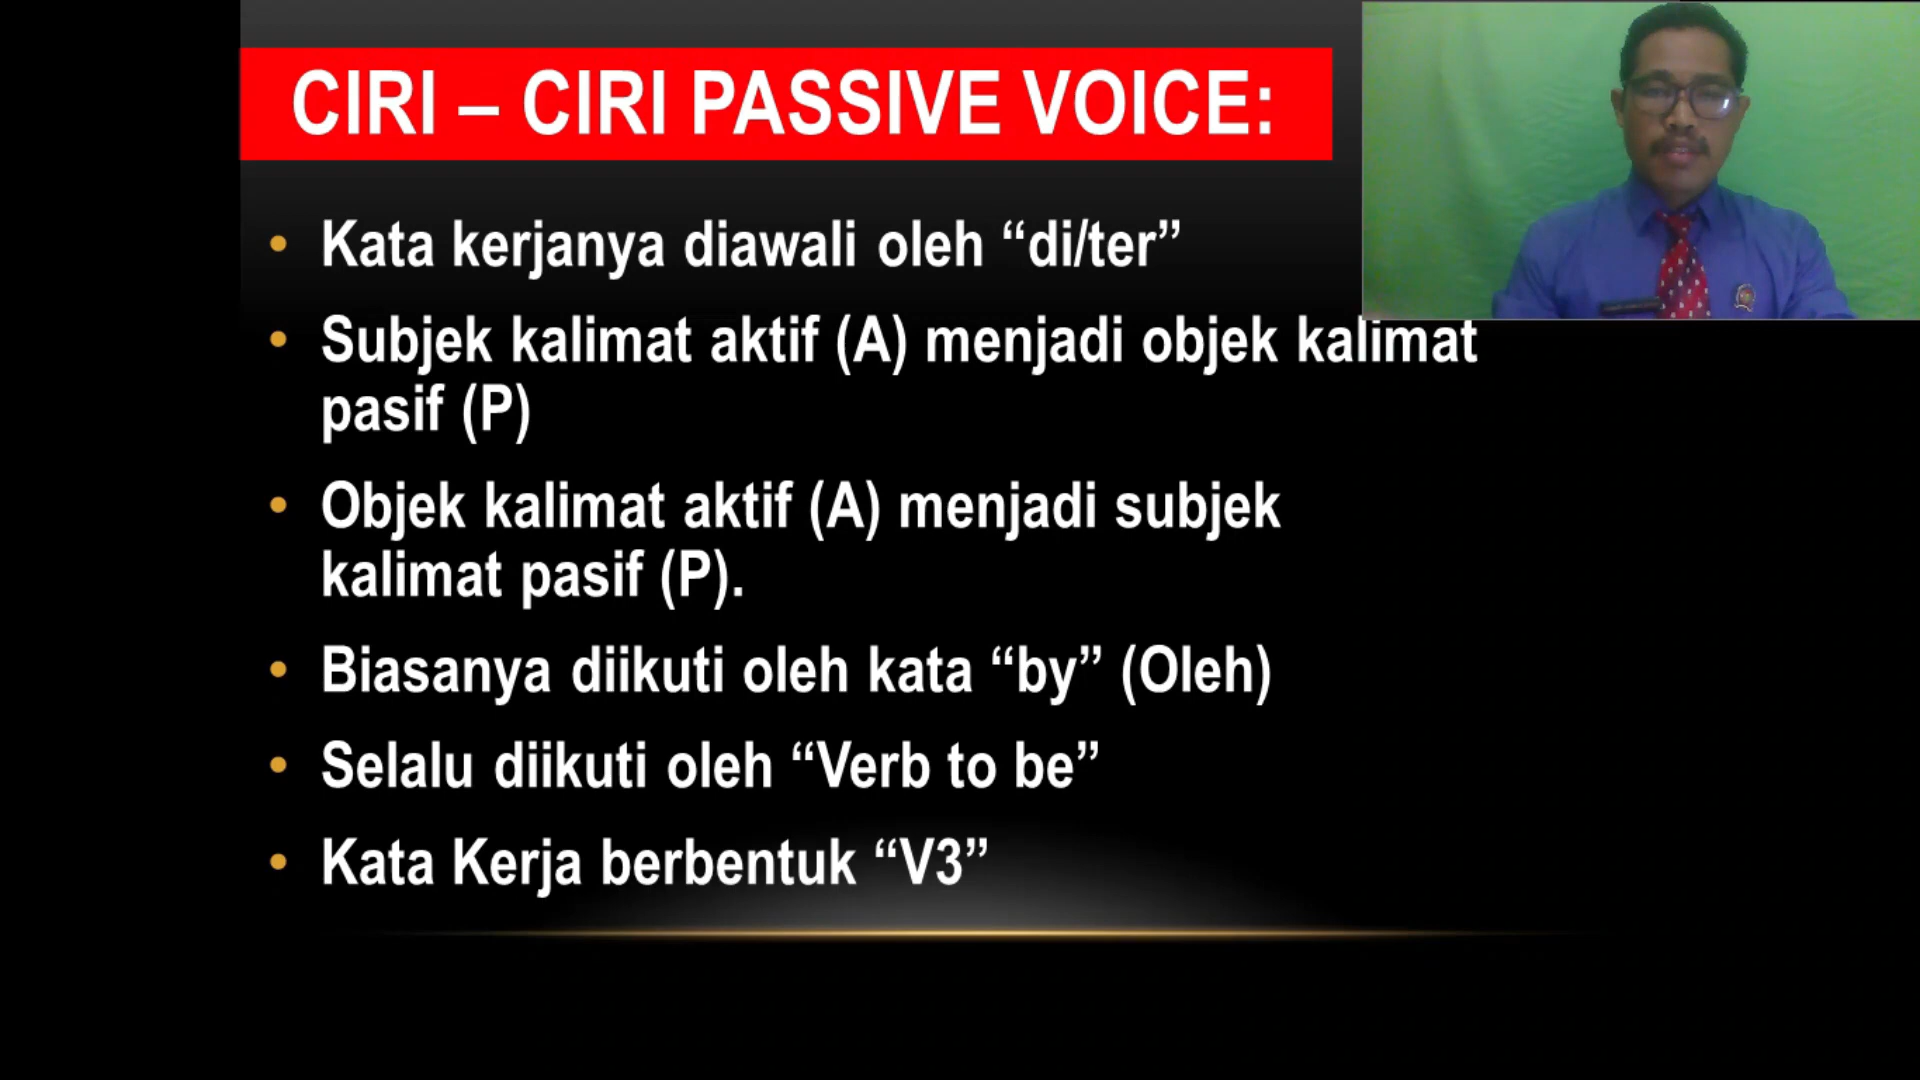 CIRI – CIRI PASSIVE VOICE:
• Kata kerjanya diawali oleh “di/ter”
• Subjek kalimat aktif (A) menjadi objek kalimat
pasif (P)
• Objek kalimat aktif (A) menjadi subjek
kalimat pasif (P).
• Biasanya diikuti oleh kata “by” (Oleh)
• Selalu diikuti oleh “Verb to be”
• Kata Kerja berbentuk “V3”